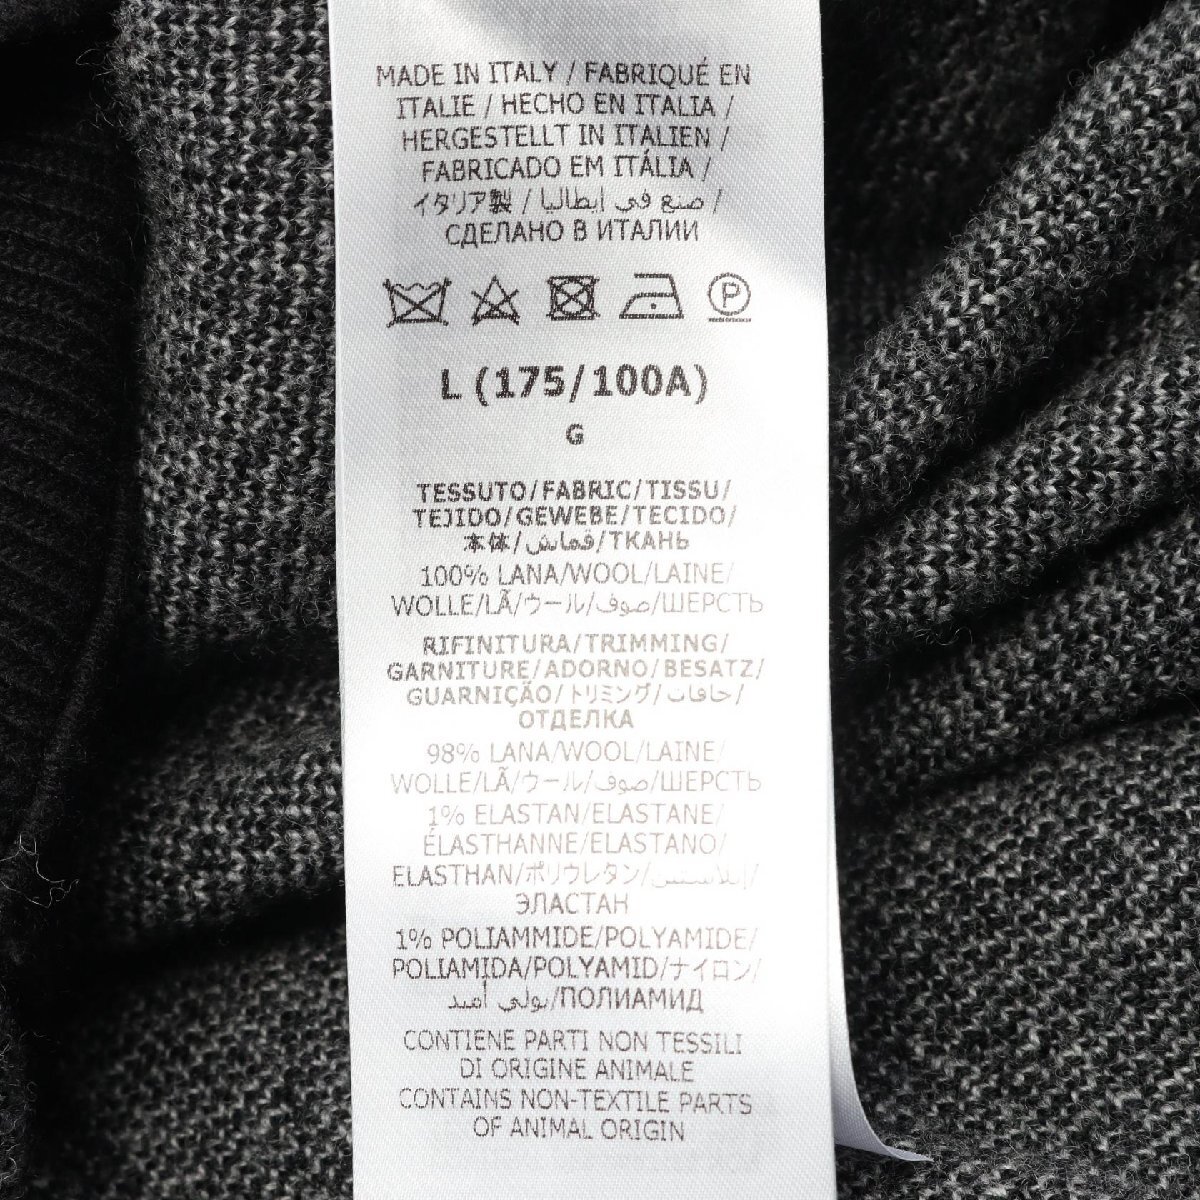 MADE IN ITALY / FABRIQUÉ EN
ITALIE / HECHO EN ITALIA /
HERGESTELLT IN ITALIEN /
FABRICADO EM ITÁLIA /
イタリア製 / صنع في إيطاليا /
СДЕЛАНО В ИТАЛИИ
P
L (175/100A)
G
TESSUTO/FABRIC/TISSU/
TEJIDO/GEWEBE/TECIDO/
本体/قماش/ТКАНЬ
100% LANA/WOOL/LAINE/
WOLLE/LÃ/ウール/صوف/ШЕРСТЬ
RIFINITURA/TRIMMING/
GARNITURE/ADORNO/BESATZ/
GUARNIÇÃO/トリミング/حافات/
ОТДЕЛКА
98% LANA/WOOL/LAINE/
WOLLE/LÃ/ウール/صوف/ШЕРСТЬ
1% ELASTAN/ELASTANE/
ÉLASTHANNE/ELASTANO/
ELASTHAN/ポリウレタン/إيلاستين/
ЭЛАСТАН
1% POLIAMMIDE/POLYAMIDE/
POLIAMIDA/POLYAMID/ナイロン/
بولي أميد/ПОЛИАМИД
CONTIENE PARTI NON TESSILI
DI ORIGINE ANIMALE
CONTAINS NON-TEXTILE PARTS
OF ANIMAL ORIGIN